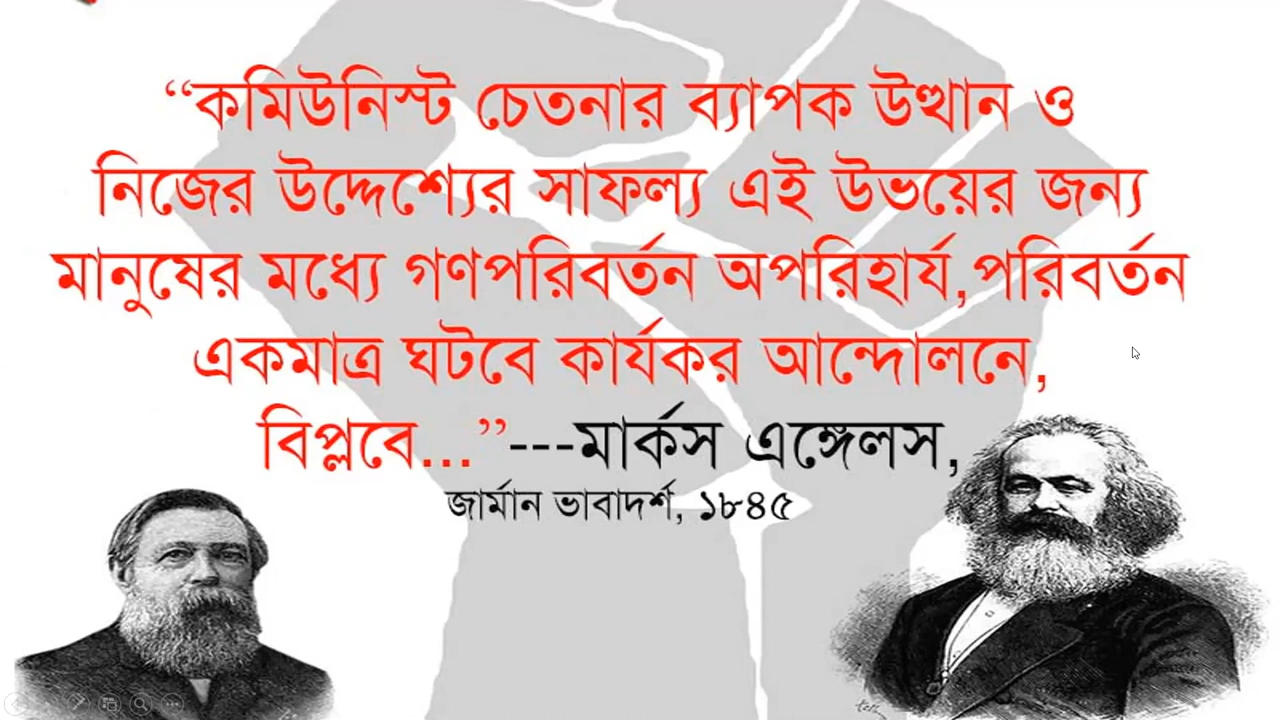 “কমিউনিস্ট চেতনার ব্যাপক উত্থান ও
নিজের উদ্দেশ্যের সাফল্য এই উভয়ের জন্য
মানুষের মধ্যে গণপরিবর্তন অপরিহার্য,পরিবর্তন
একমাত্র ঘটবে কার্যকর আন্দোলনে,
বিপ্লবে...”---মার্কস এঙ্গেলস,
জার্মান ভাবাদর্শ, ১৮৪৫